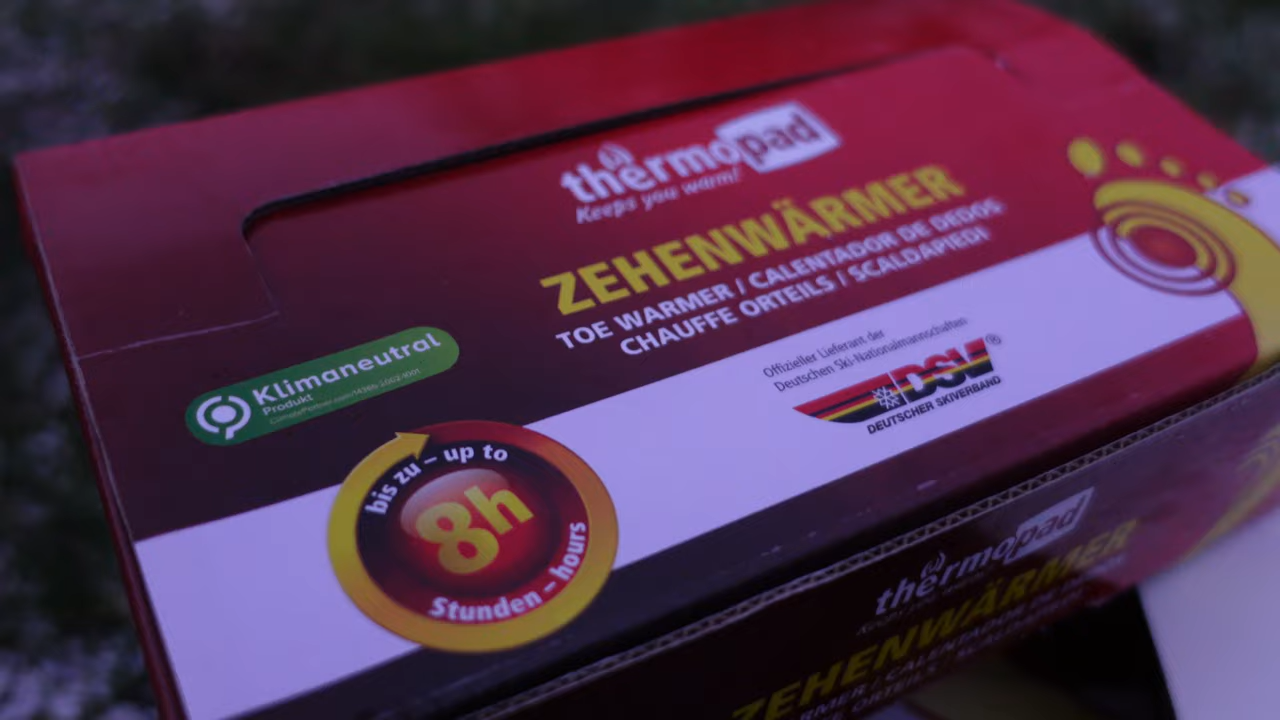 thermopad
Keeps you warm!
ZEHENWÄRMER
TOE WARMER / CALENTADOR DE DEDOS
CHAUFFE ORTEILS / SCALDAPIEDI
Klimaneutral
Produkt
Offizieller Lieferant der
Deutschen Ski-Nationalmannschaften
DSV®
DEUTSCHER SKIVERBAND
bis zu – up to
8h
Stunden – hours
thermopad
ZEHENWÄRMER